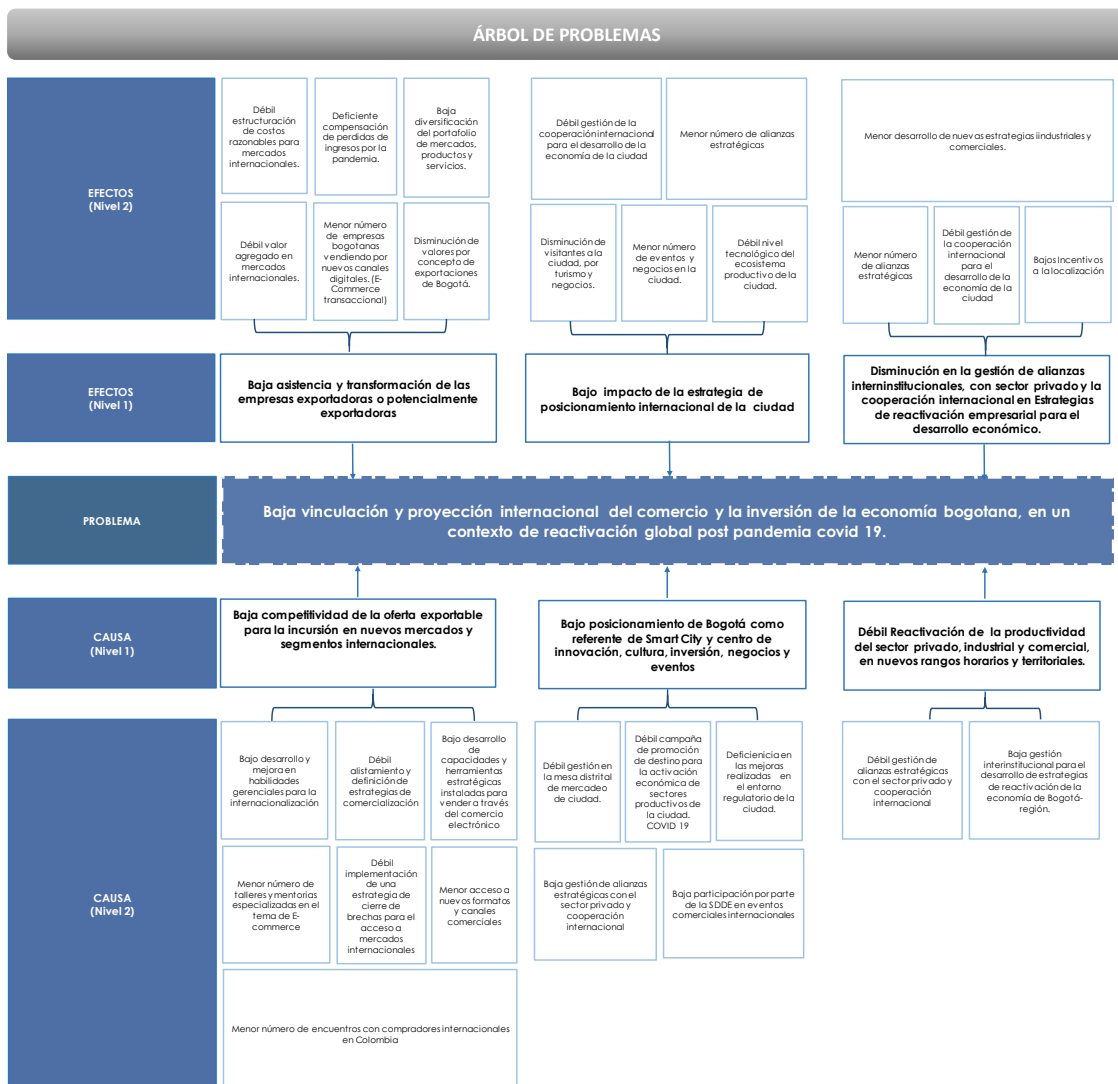 ÁRBOL DE PROBLEMAS
EFECTOS
(Nivel 2)
Débil
estructuración de
costos
razonables para
mercados
internacionales.
Deficiente
compensación
de perdidas de
ingresos por la
pandemia.
Baja
diversificación
del portafolio
de mercados,
productos y
servicios.
Débil gestión de la
cooperación internacional
para el desarrollo de la
economía de la ciudad
Menor número de alianzas
estratégicas
Menor desarrollo de nuevas estrategias iindustriales y
comerciales.
Débil valor
agregado en
mercados
internacionales.
Menor número
de empresas
bogotanas
vendiendo por
nuevos canales
digitales. (E-
Commerce
transaccional)
Disminución de
valores por
concepto de
exportaciones
de Bogotá.
Disminución de
visitantes a la
ciudad, por
turismo y
negocios.
Menor número
de eventos y
negocios en la
ciudad.
Débil nivel
tecnológico del
ecosistema
productivo de la
ciudad.
Menor número
de alianzas
estratégicas
Débil gestión de
la cooperación
internacional
para el
desarrollo de la
economía de la
ciudad
Bajos Incentivos
a la localización
EFECTOS
(Nivel 1)
Baja asistencia y transformación de las
empresas exportadoras o potencialmente
exportadoras
Bajo impacto de la estrategia de
posicionamiento internacional de la ciudad
Disminución en la gestión de alianzas
interninstitucionales, con sector privado y la
cooperación internacional en Estrategias
de reactivación empresarial para el
desarrollo económico.
PROBLEMA
Baja vinculación y proyección internacional del comercio y la inversión de la economía bogotana, en un
contexto de reactivación global post pandemia covid 19.
CAUSA
(Nivel 1)
Baja competitividad de la oferta exportable
para la incursión en nuevos mercados y
segmentos internacionales.
Bajo posicionamiento de Bogotá como
referente de Smart City y centro de
innovación, cultura, inversión, negocios y
eventos
Débil Reactivación de la productividad
del sector privado, industrial y comercial,
en nuevos rangos horarios y territoriales.
CAUSA
(Nivel 2)
Bajo desarrollo y
mejora en
habilidades
gerenciales para la
internacionalización
Débil
alistamiento y
definición de
estrategias de
comercialización
Bajo desarrollo
de
capacidades y
herramientas
estratégicas
instaladas para
vender a través
del comercio
electrónico
Débil gestión en
la mesa distrital
de mercadeo
de ciudad.
Débil campaña
de promoción
de destino para
la activación
económica de
sectores
productivos de
la ciudad.
COVID 19
Deficienicia en
las mejoras
realizadas en
el entorno
regulatorio de la
ciudad.
Débil gestión de
alianzas estratégicas
con el sector privado y
cooperación
internacional
Baja gestión
interinstitucional para el
desarrollo de estrategias
de reactivación de la
economía de Bogotá-
región.
Menor número de
talleres y mentorias
especializadas en el
tema de E-
commerce
Débil
implementación
de una
estrategia de
cierre de
brechas para el
acceso a
mercados
internacionales
Menor acceso a
nuevos formatos
y canales
comerciales
Baja gestión de alianzas
estratégicas con el
sector privado y
cooperación
internacional
Baja participación por parte
de la SDDE en eventos
comerciales internacionales
Menor número de encuentros con compradores internacionales
en Colombia